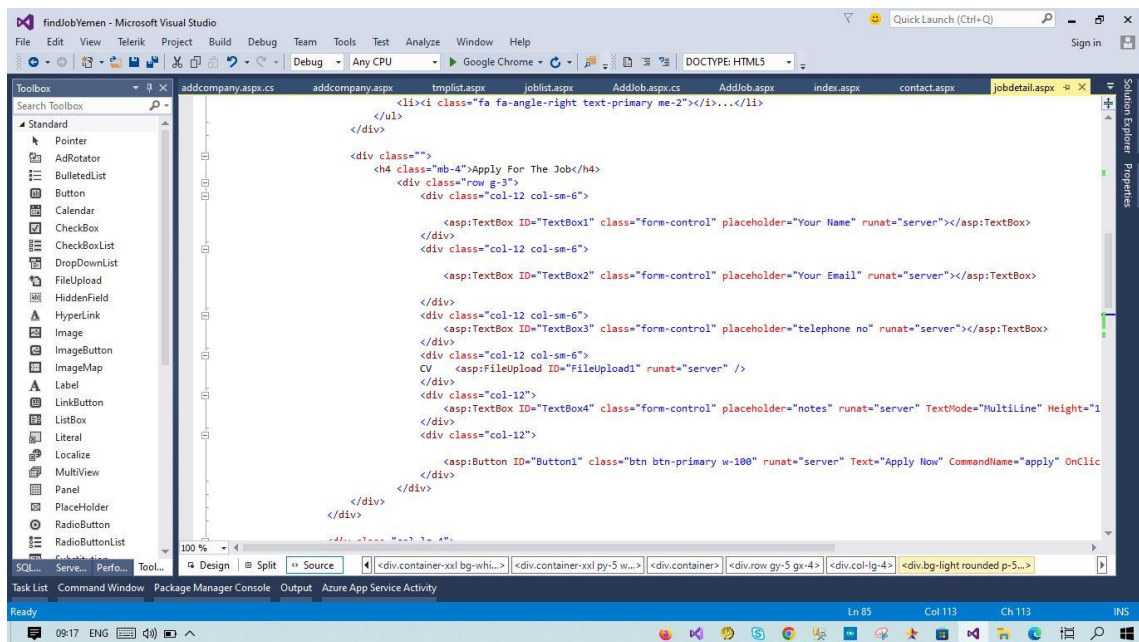 findJobYemen - Microsoft Visual Studio
Quick Launch (Ctrl+Q)
File Edit View Telerik Project Build Debug Team Tools Test Analyze Window Help
Sign in
Debug Any CPU Google Chrome DOCTYPE: HTML5
Toolbox
addcompany.aspx.cs addcompany.aspx tmplist.aspx joblist.aspx AddJob.aspx.cs AddJob.aspx index.aspx contact.aspx jobdetail.aspx
Search Toolbox
Standard
Pointer
AdRotator
BulletedList
Button
Calendar
CheckBox
CheckBoxList
DropDownList
FileUpload
HiddenField
HyperLink
Image
ImageButton
ImageMap
Label
LinkButton
ListBox
Literal
Localize
MultiView
Panel
PlaceHolder
RadioButton
RadioButtonList
SQL... Serve... Perfo... Tool...
<li><i class="fa fa-angle-right text-primary me-2"></i>...</li>
</ul>
</div>
<div class="">
<h4 class="mb-4">Apply For The Job</h4>
<div class="row g-3">
<div class="col-12 col-sm-6">
<asp:TextBox ID="TextBox1" class="form-control" placeholder="Your Name" runat="server"></asp:TextBox>
</div>
<div class="col-12 col-sm-6">
<asp:TextBox ID="TextBox2" class="form-control" placeholder="Your Email" runat="server"></asp:TextBox>
</div>
<div class="col-12 col-sm-6">
<asp:TextBox ID="TextBox3" class="form-control" placeholder="telephone no" runat="server"></asp:TextBox>
</div>
<div class="col-12 col-sm-6">
CV <asp:FileUpload ID="FileUpload1" runat="server" />
</div>
<div class="col-12">
<asp:TextBox ID="TextBox4" class="form-control" placeholder="notes" runat="server" TextMode="MultiLine" Height="1
</div>
<div class="col-12">
<asp:Button ID="Button1" class="btn btn-primary w-100" runat="server" Text="Apply Now" CommandName="apply" OnClic
</div>
</div>
</div>
</div>
100 %
Design Split Source <div.container-xxl bg-whi...> <div.container-xxl py-5 w...> <div.container> <div.row gy-5 gx-4> <div.col-lg-4> <div.bg-light rounded p-5...>
Solution Explorer
Properties
Task List Command Window Package Manager Console Output Azure App Service Activity
Ready Ln 85 Col 113 Ch 113 INS
09:17 ENG